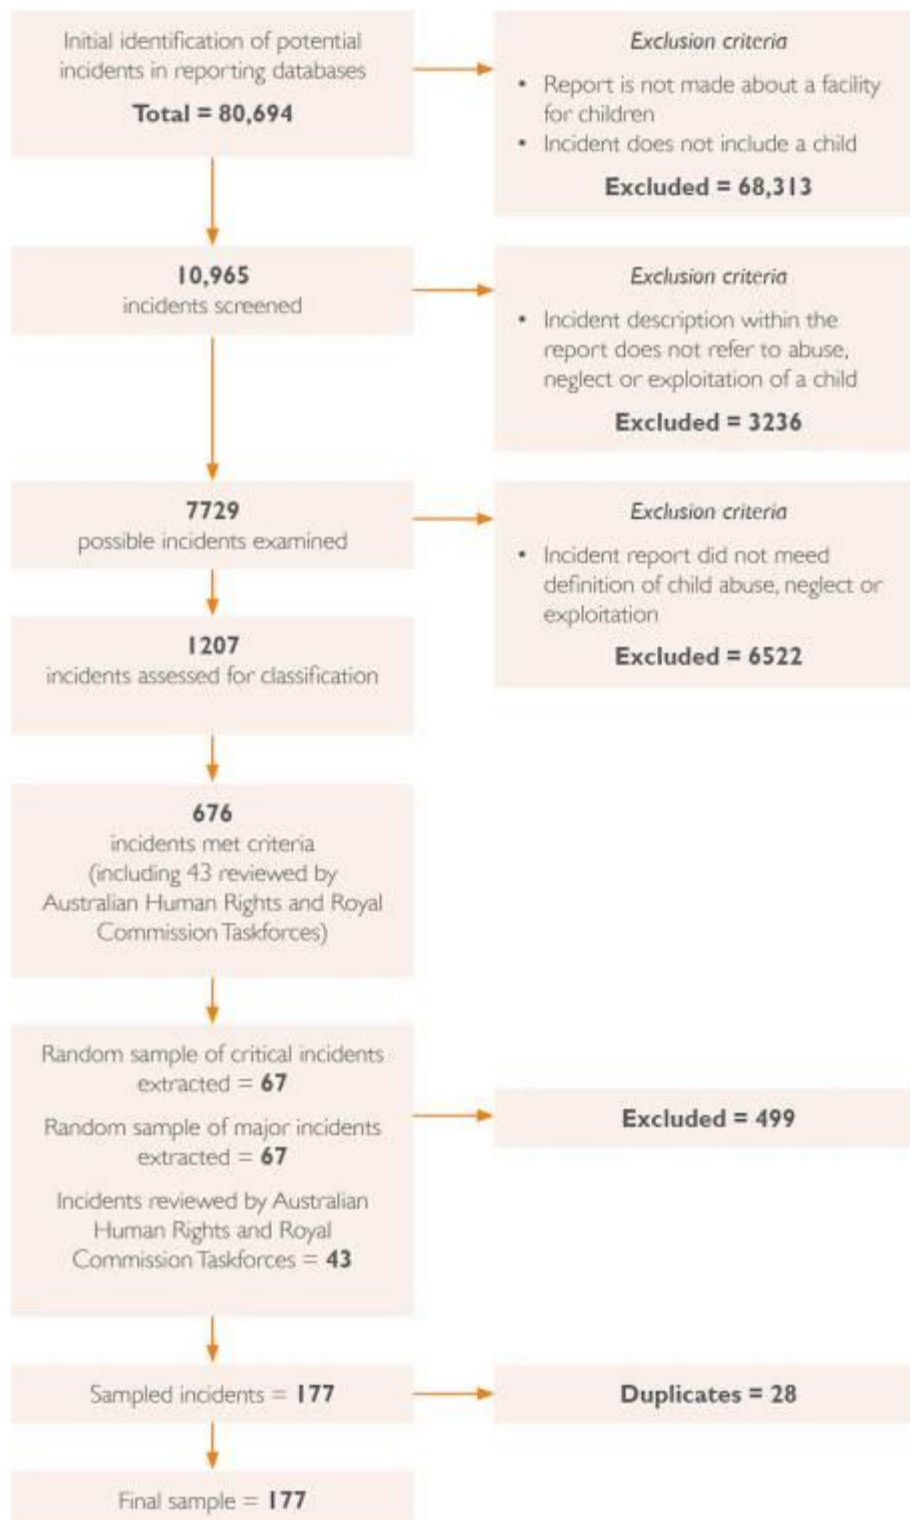 Initial identification of potential
incidents in reporting databases
Total = 80,694
Exclusion criteria
• Report is not made about a facility
for children
• Incident does not include a child
Excluded = 68,313
10,965
incidents screened
Exclusion criteria
• Incident description within the
report does not refer to abuse,
neglect or exploitation of a child
Excluded = 3236
7729
possible incidents examined
Exclusion criteria
• Incident report did not meed
definition of child abuse, neglect or
exploitation
Excluded = 6522
1207
incidents assessed for classification
676
incidents met criteria
(including 43 reviewed by
Australian Human Rights and Royal
Commission Taskforces)
Random sample of critical incidents
extracted = 67
Random sample of major incidents
extracted = 67
Incidents reviewed by Australian
Human Rights and Royal
Commission Taskforces = 43
Excluded = 499
Sampled incidents = 177
Duplicates = 28
Final sample = 177